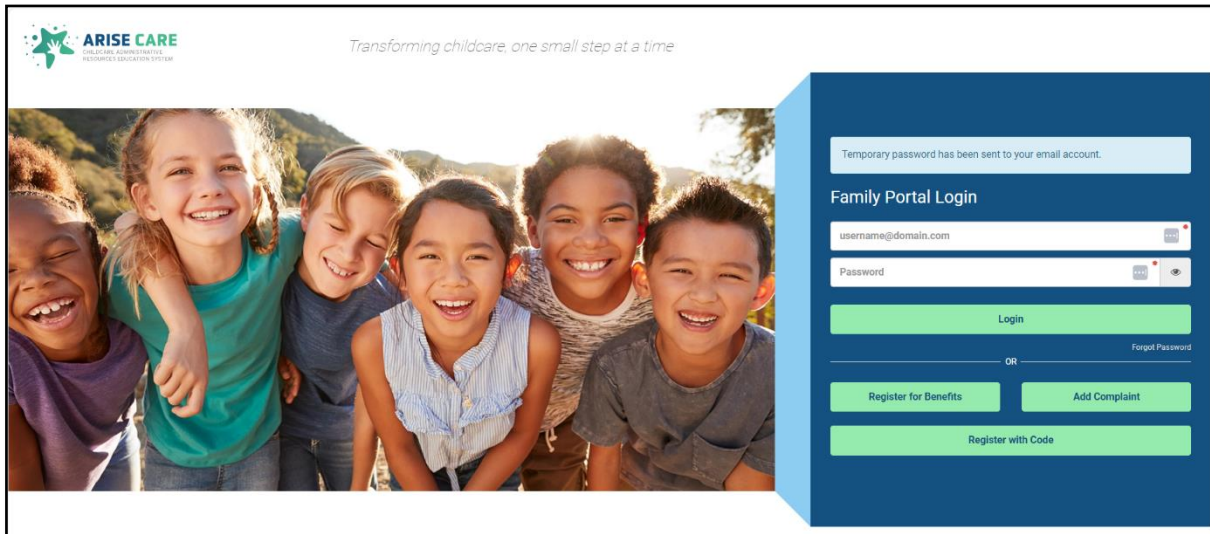 ARISE CARE
CHILDCARE ADMINISTRATIVE
RESOURCES EDUCATION SYSTEM
Transforming childcare, one small step at a time
Temporary password has been sent to your email account.
Family Portal Login
username@domain.com
Password
Login
Forgot Password
OR
Register for Benefits
Add Complaint
Register with Code